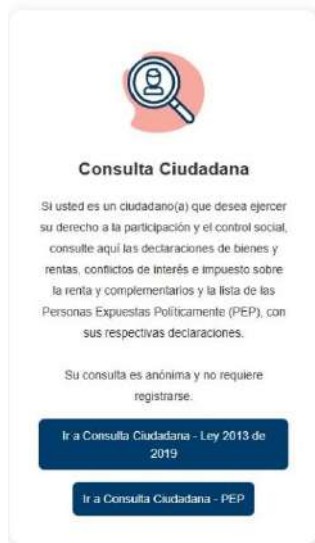 Consulta Ciudadana
Si usted es un ciudadano(a) que desea ejercer
su derecho a la participación y el control social,
consulte aquí las declaraciones de bienes y
rentas, conflictos de interés e impuesto sobre
la renta y complementarios y la lista de las
Personas Expuestas Políticamente (PEP), con
sus respectivas declaraciones.
Su consulta es anónima y no requiere
registrarse.
Ir a Consulta Ciudadana - Ley 2013 de
2019
Ir a Consulta Ciudadana - PEP